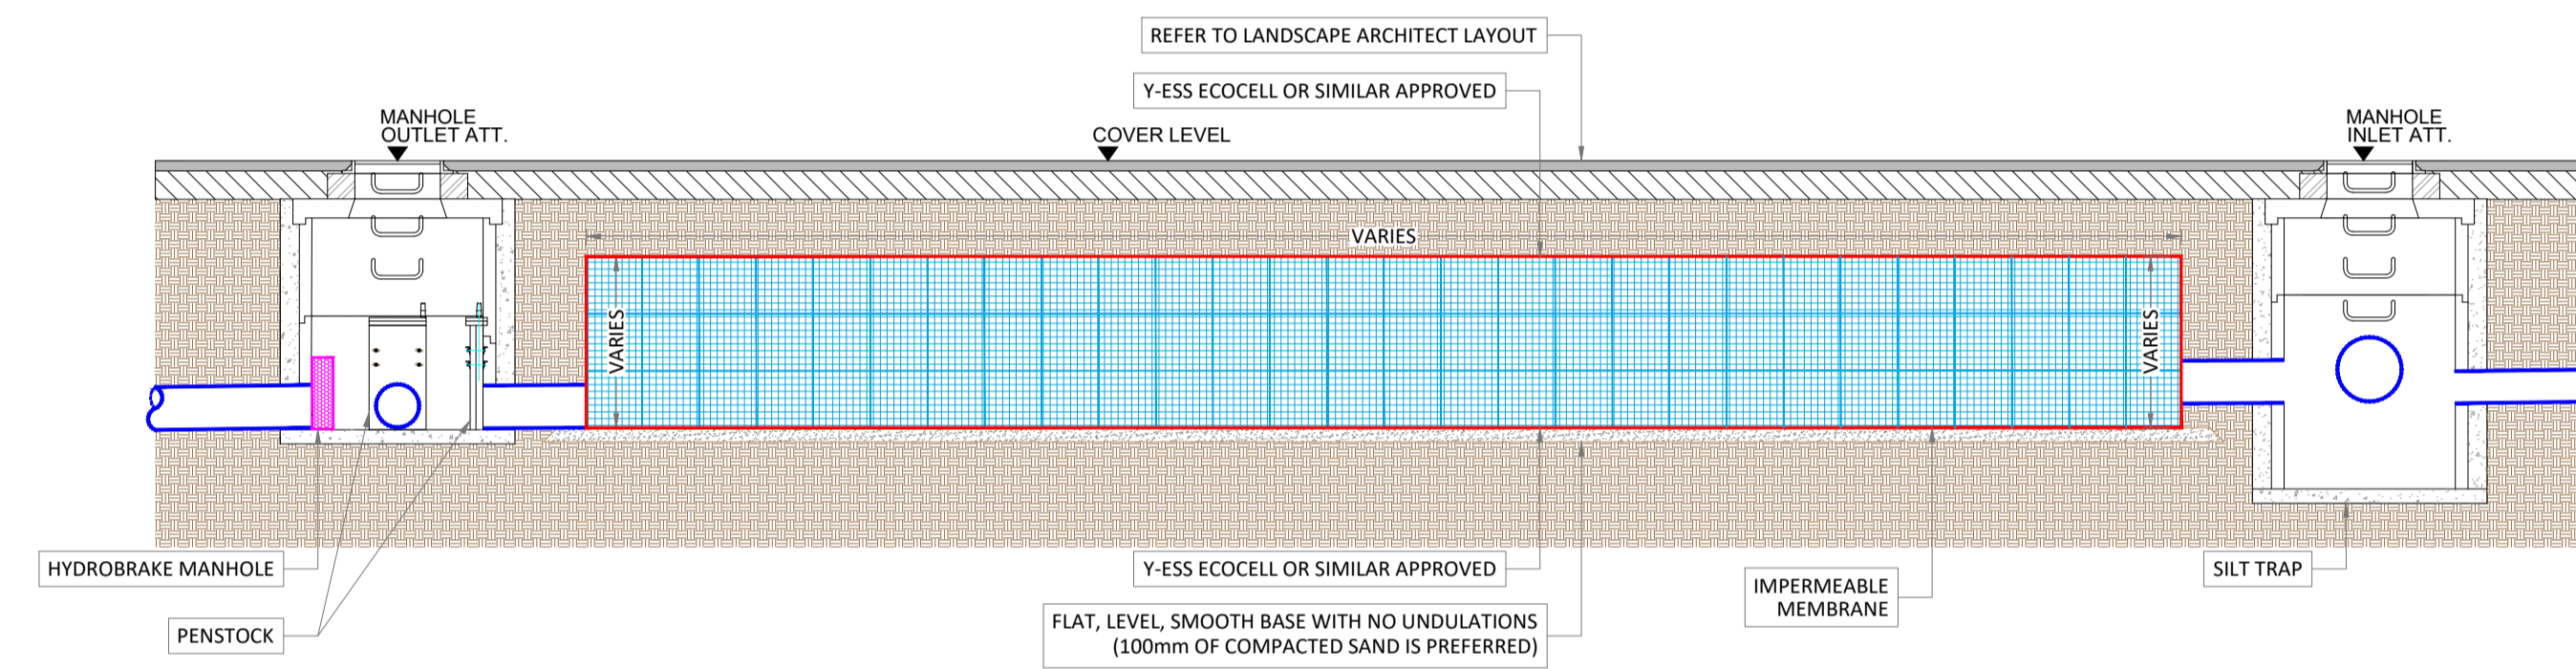 REFER TO LANDSCAPE ARCHITECT LAYOUT
Y-ESS ECOCELL OR SIMILAR APPROVED
MANHOLE
OUTLET ATT.
COVER LEVEL
MANHOLE
INLET ATT.
VARIES
VARIES
VARIES
HYDROBRAKE MANHOLE
Y-ESS ECOCELL OR SIMILAR APPROVED
IMPERMEABLE
MEMBRANE
SILT TRAP
PENSTOCK
FLAT, LEVEL, SMOOTH BASE WITH NO UNDULATIONS
(100mm OF COMPACTED SAND IS PREFERRED)